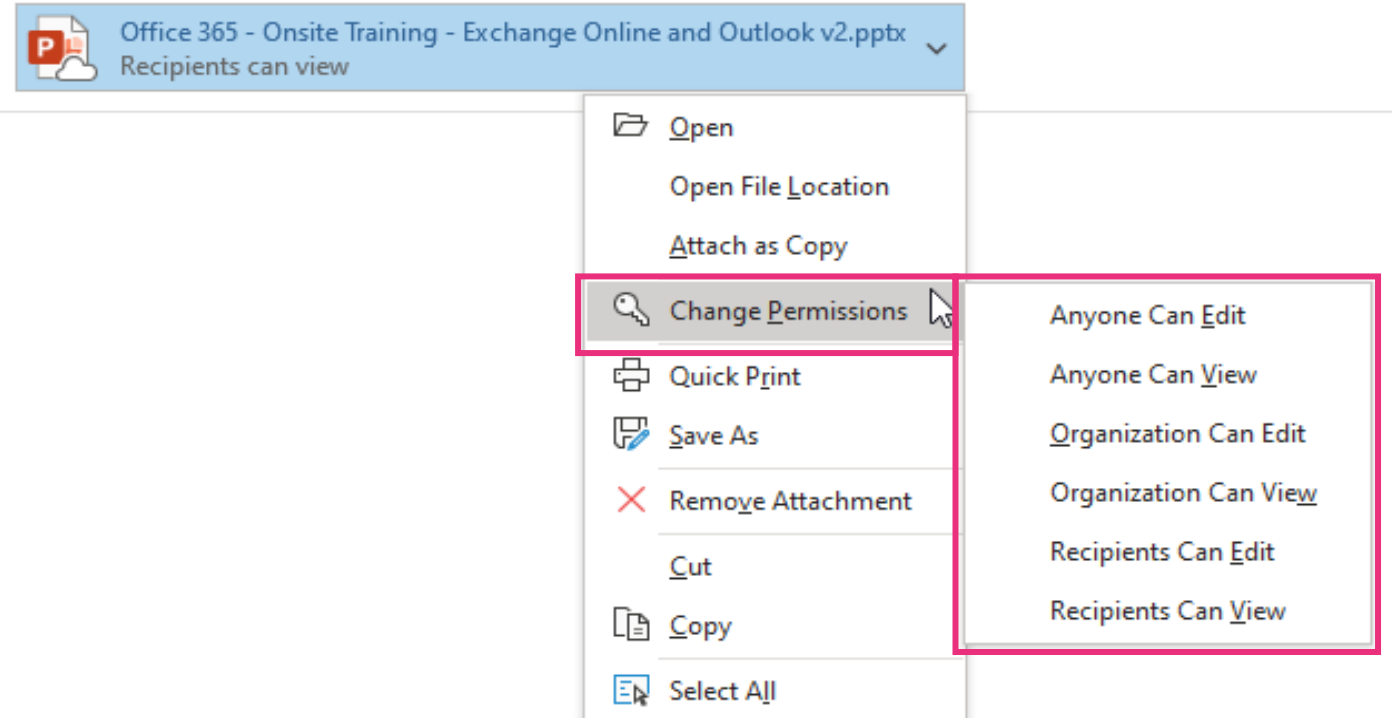 Office 365 - Onsite Training - Exchange Online and Outlook v2.pptx
Recipients can view
Open
Open File Location
Attach as Copy
Change Permissions
Quick Print
Save As
Remove Attachment
Cut
Copy
Select All
Anyone Can Edit
Anyone Can View
Organization Can Edit
Organization Can View
Recipients Can Edit
Recipients Can View